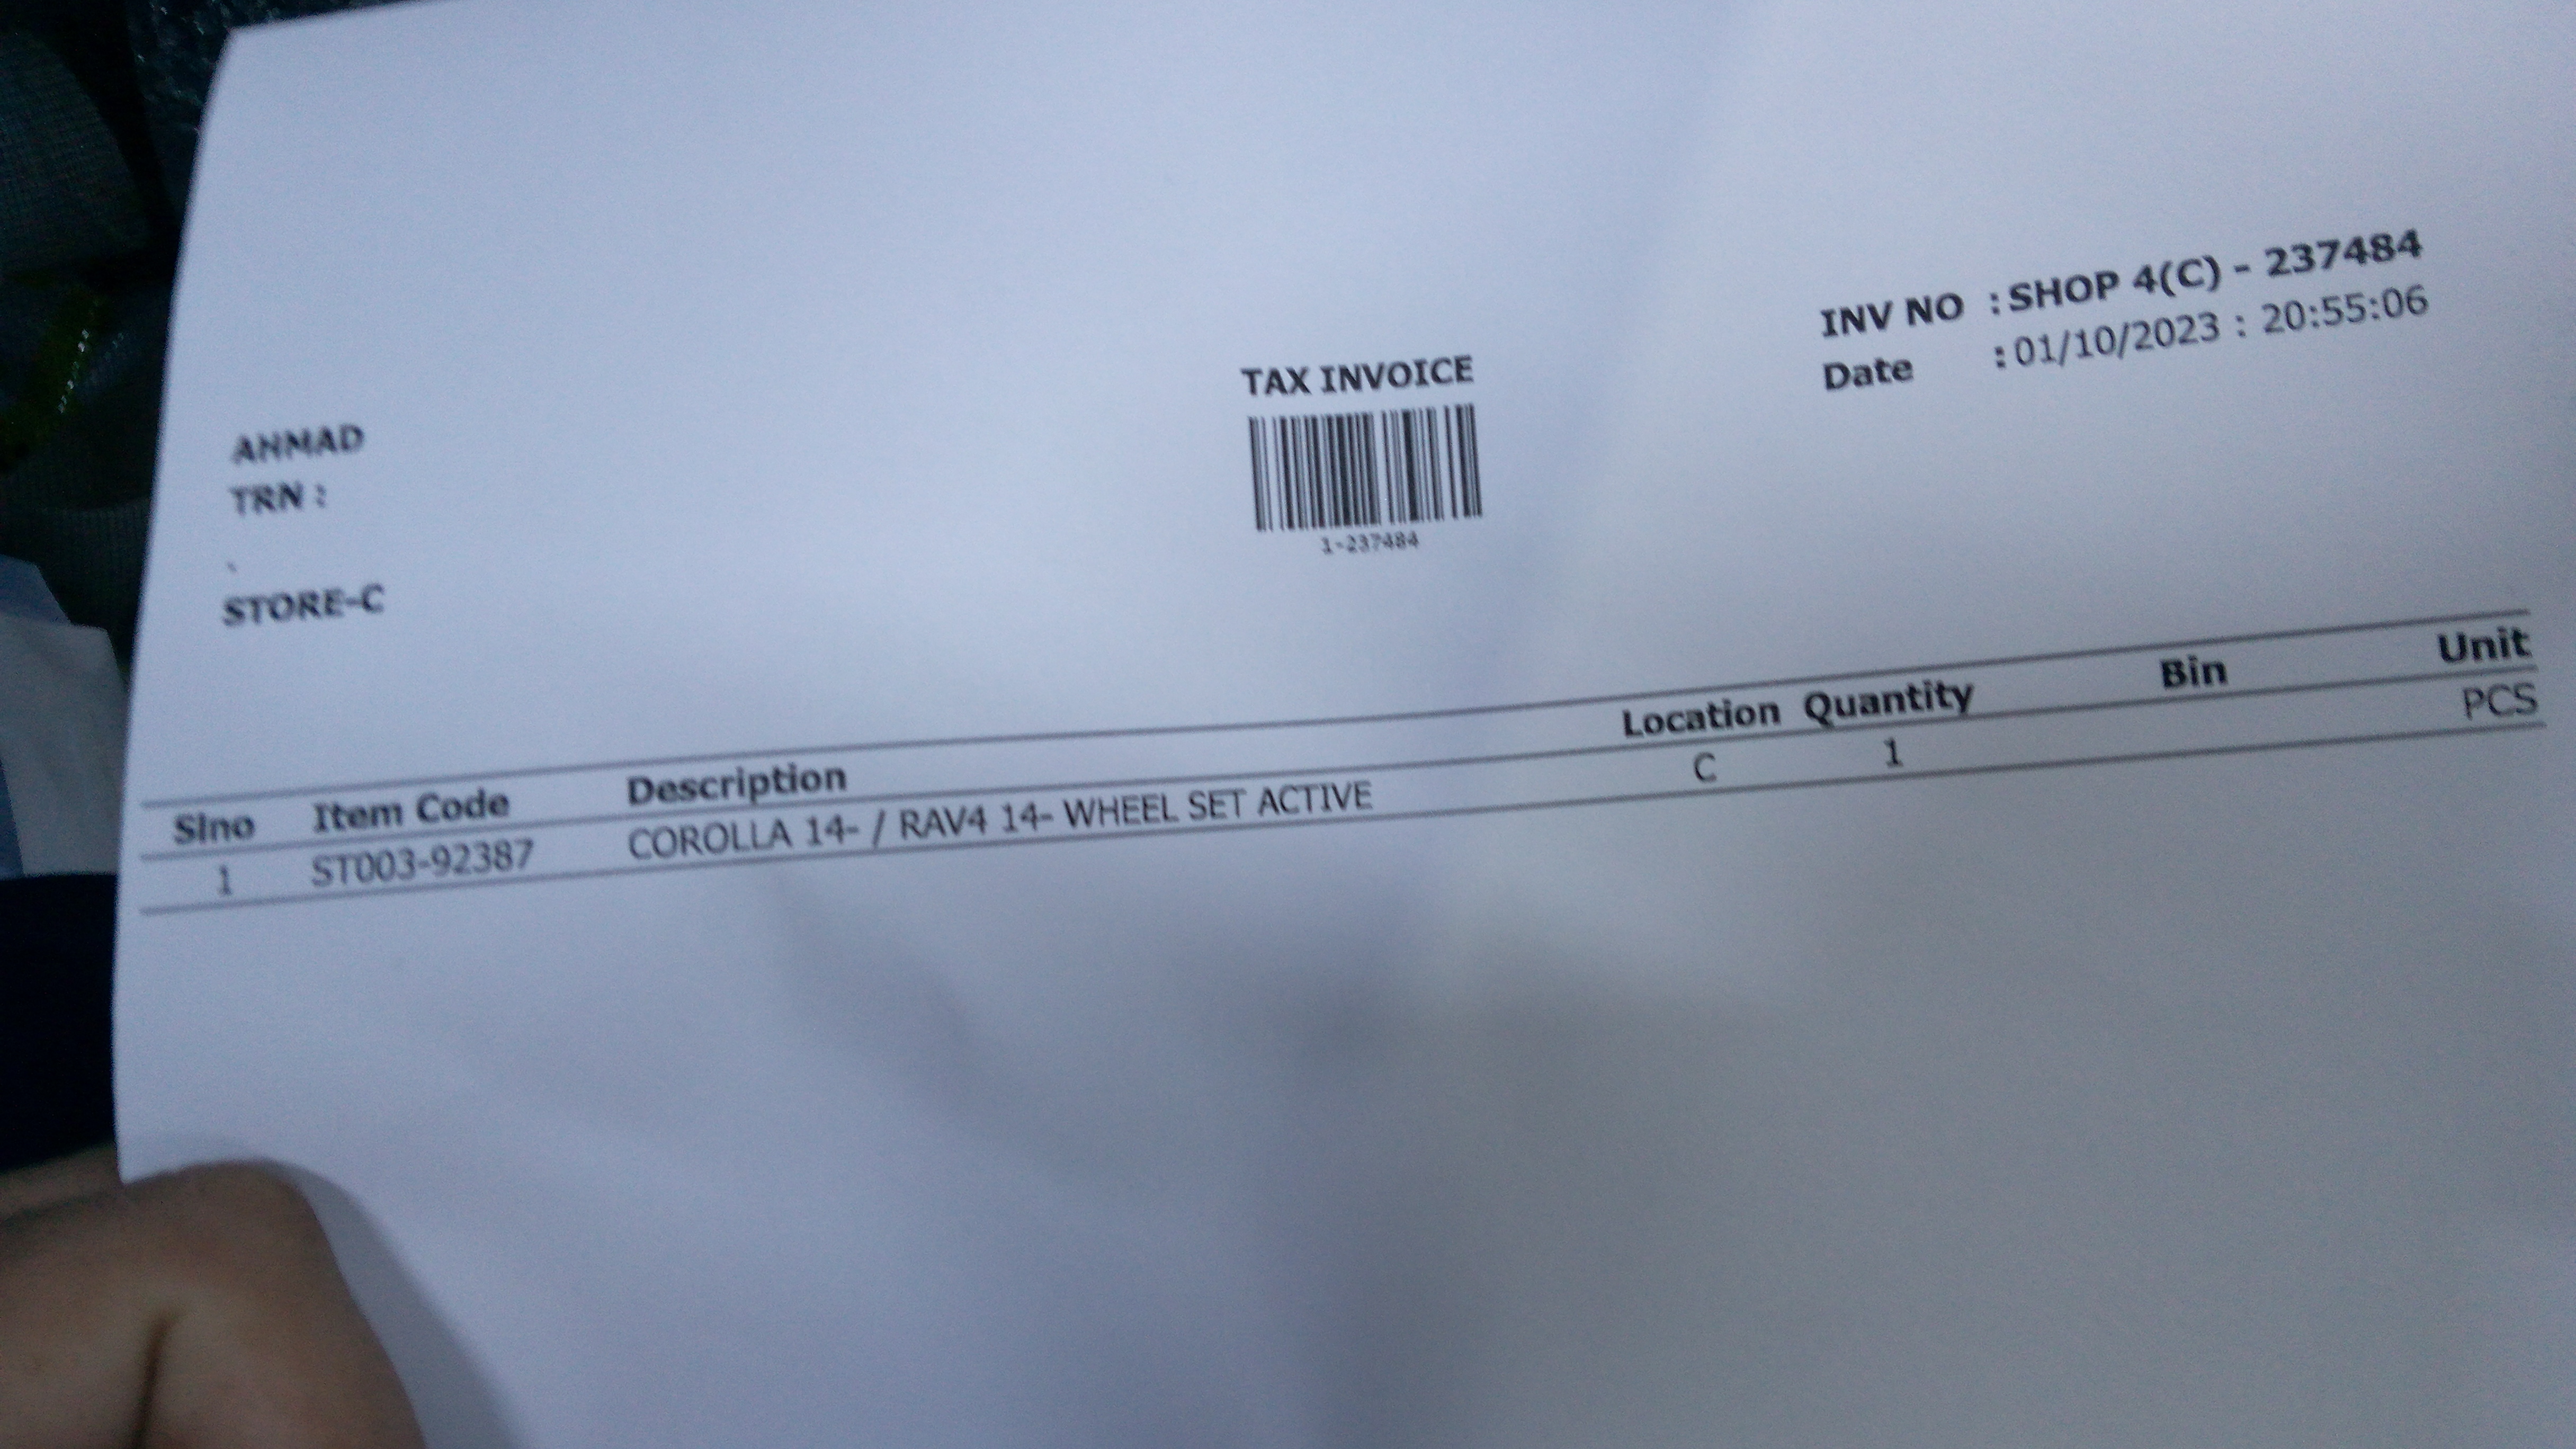 INV NO : SHOP 4(C) - 237484
Date : 01/10/2023 : 20:55:06
TAX INVOICE
1-237484
AHMAD
TRN :
.
STORE-C
Slno Item Code Description Location Quantity Bin Unit
1 ST003-92387 COROLLA 14- / RAV4 14- WHEEL SET ACTIVE C 1 PCS